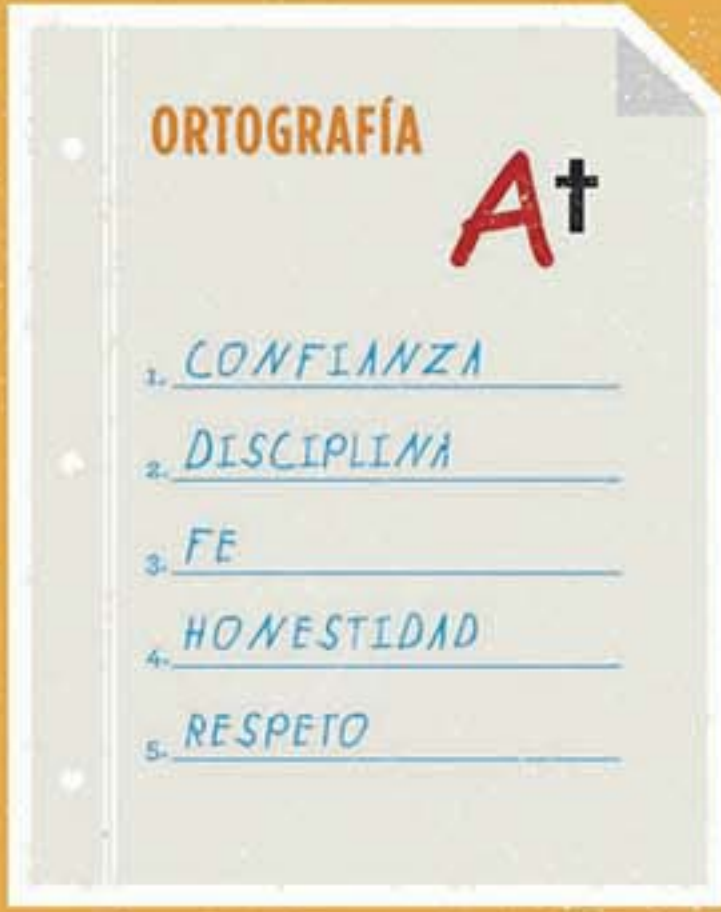 ORTOGRAFÍA
A†
1. CONFIANZA
2. DISCIPLINA
3. FE
4. HONESTIDAD
5. RESPETO